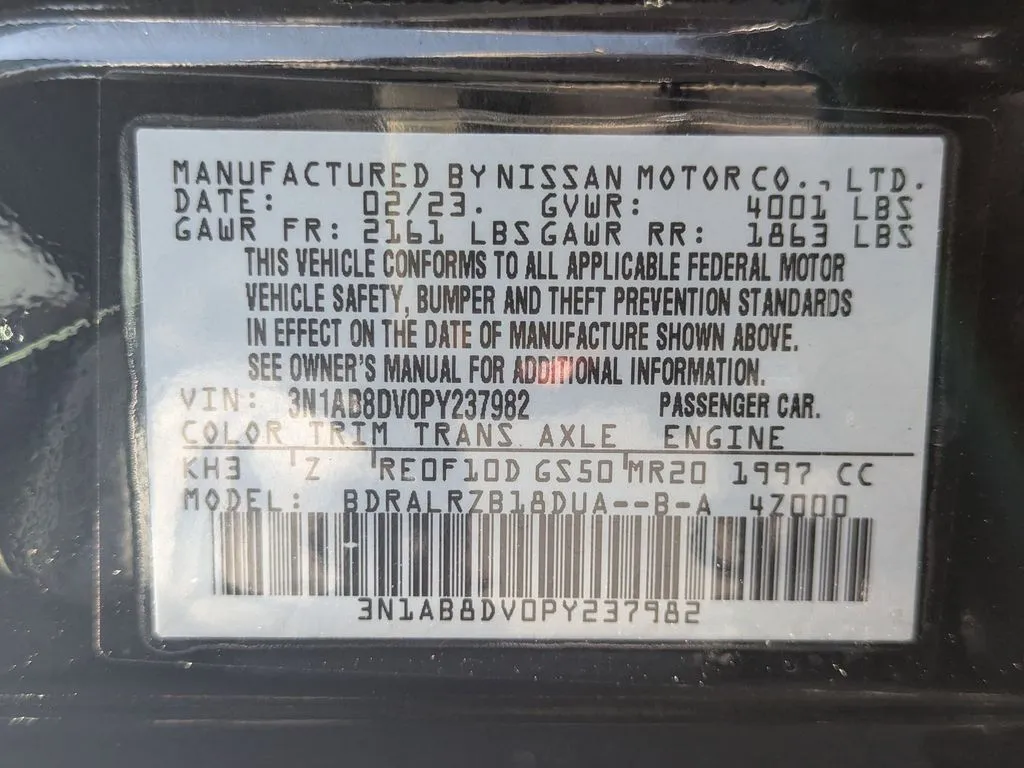 MANUFACTURED BY NISSAN MOTOR CO., LTD.
DATE: 02/23. GVWR: 4001 LBS
GAWR FR: 2161 LBS GAWR RR: 1863 LBS
THIS VEHICLE CONFORMS TO ALL APPLICABLE FEDERAL MOTOR
VEHICLE SAFETY, BUMPER AND THEFT PREVENTION STANDARDS
IN EFFECT ON THE DATE OF MANUFACTURE SHOWN ABOVE.
SEE OWNER'S MANUAL FOR ADDITIONAL INFORMATION.
VIN: 3N1AB8DV0PY237982 PASSENGER CAR.
COLOR TRIM TRANS AXLE ENGINE
KH3 Z RE0F10D GS50 MR20 1997 CC
MODEL: BDRALRZB18DUA--B-A 4Z000
3N1AB8DV0PY237982